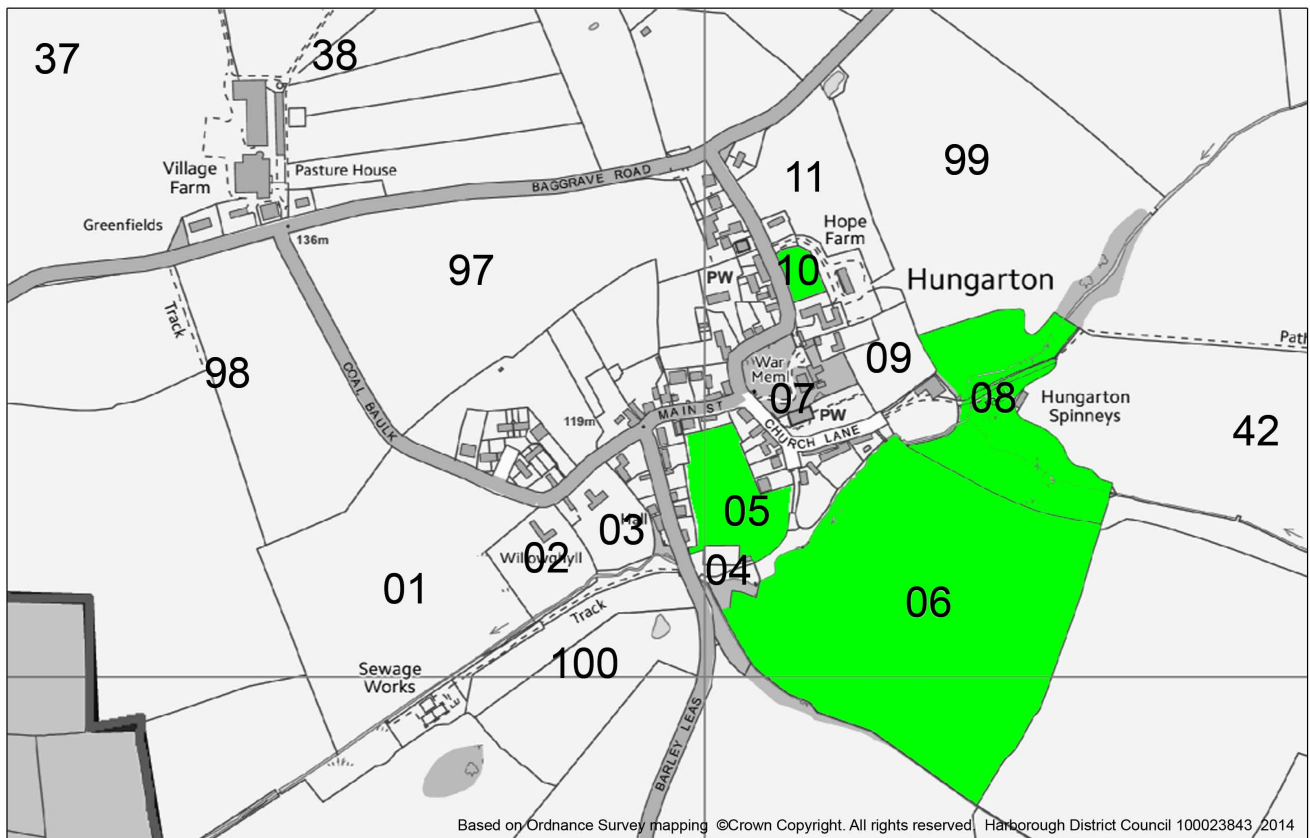 37
38
Village
Farm
Pasture House
BAGGRAVE ROAD
11
99
Greenfields
136m
Hope
Farm
97
PW
10
Hungarton
Track
Path
98
COAL BAULK
War
Meml
09
07
08
Hungarton
Spinneys
119m
MAIN ST
PW
CHURCH LANE
42
05
03
Hall
02
Willowghyll
04
01
06
Track
100
Sewage
Works
BARLEY LEAS
Based on Ordnance Survey mapping ©Crown Copyright. All rights reserved. Harborough District Council 100023843 2014